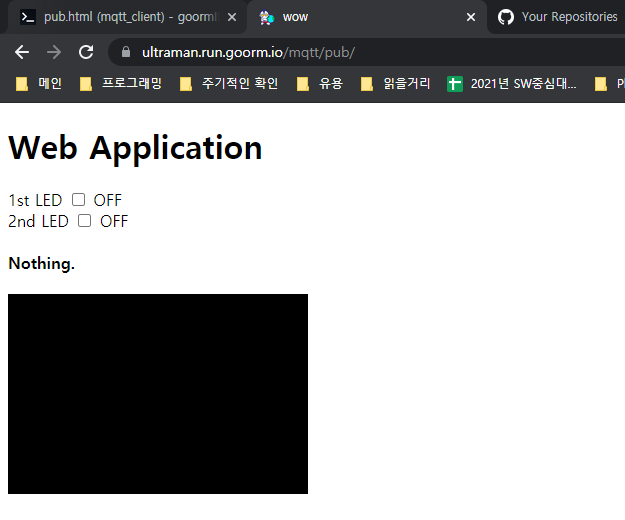 pub.html (mqtt_client) - goormI
wow
Your Repositories
ultraman.run.goorm.io/mqtt/pub/
메인
프로그래밍
주기적인 확인
유용
읽을거리
2021년 SW중심대...
Web Application
1st LED OFF
2nd LED OFF
Nothing.